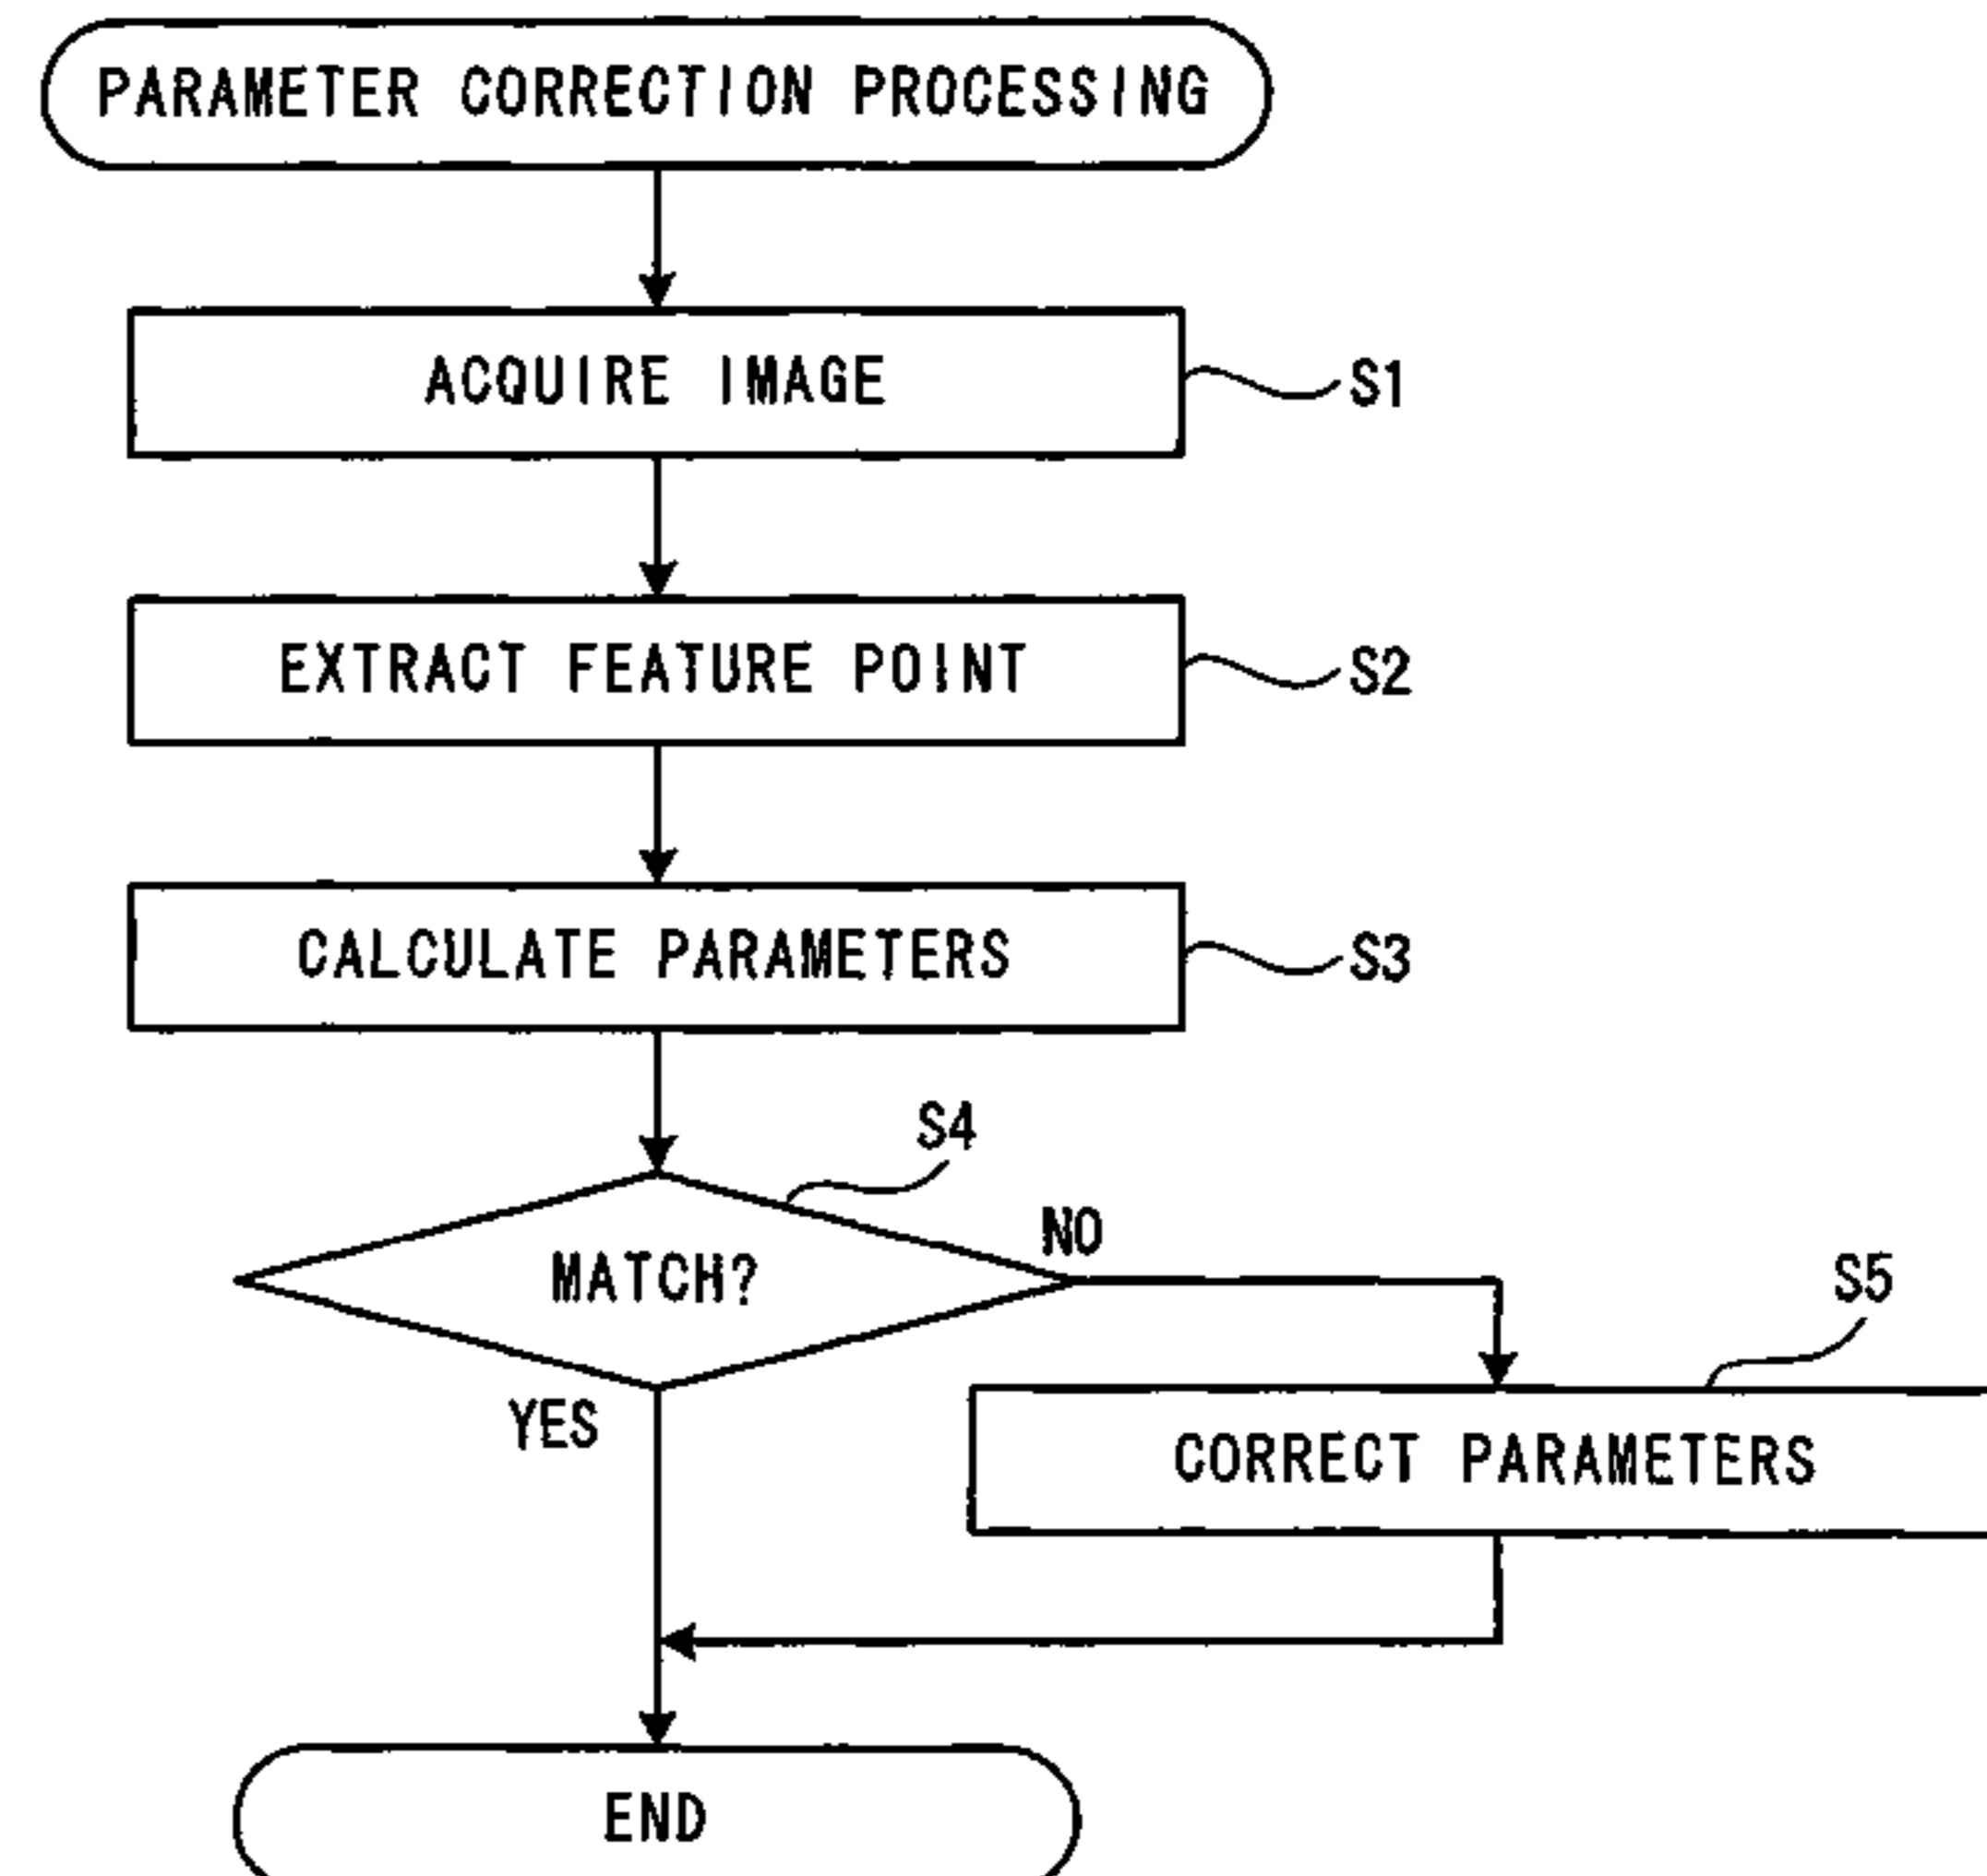 PARAMETER CORRECTION PROCESSING
ACQUIRE IMAGE
S1
EXTRACT FEATURE POINT
S2
CALCULATE PARAMETERS
S3
S4
MATCH?
NO
YES
S5
CORRECT PARAMETERS
END